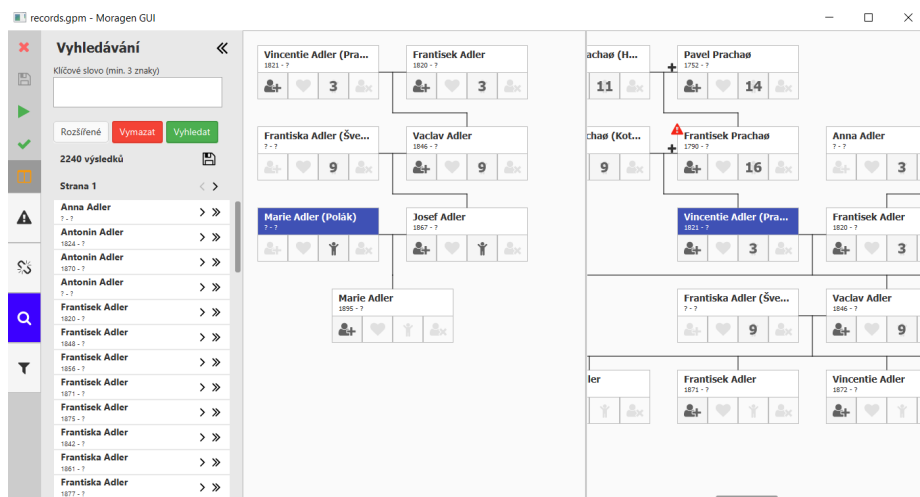 records.gpm - Moragen GUI
Vyhledávání
Klíčové slovo (min. 3 znaky)
Rozšířené
Vymazat
Vyhledat
2240 výsledků
Strana 1
Anna Adler
? - ?
Antonin Adler
1824 - ?
Antonin Adler
1870 - ?
Antonin Adler
? - ?
Frantisek Adler
1820 - ?
Frantisek Adler
1848 - ?
Frantisek Adler
1856 - ?
Frantisek Adler
1871 - ?
Frantisek Adler
1875 - ?
Frantiska Adler
1842 - ?
Frantiska Adler
1861 - ?
Frantiska Adler
1877 - ?
Vincentie Adler (Pra...
1821 - ?
3
Frantisek Adler
1820 - ?
3
Frantiska Adler (Šve...
? - ?
9
Vaclav Adler
1846 - ?
9
Marie Adler (Polák)
? - ?
Josef Adler
1867 - ?
Marie Adler
1895 - ?
achaø (H...
11
Pavel Prachaø
1752 - ?
14
chaø (Kot...
9
Frantisek Prachaø
1790 - ?
16
Anna Adler
? - ?
3
Vincentie Adler (Pra...
1821 - ?
3
Frantisek Adler
1820 - ?
3
Frantiska Adler (Šve...
? - ?
9
Vaclav Adler
1846 - ?
9
ler
Frantisek Adler
1871 - ?
Vincentie Adler
1872 - ?